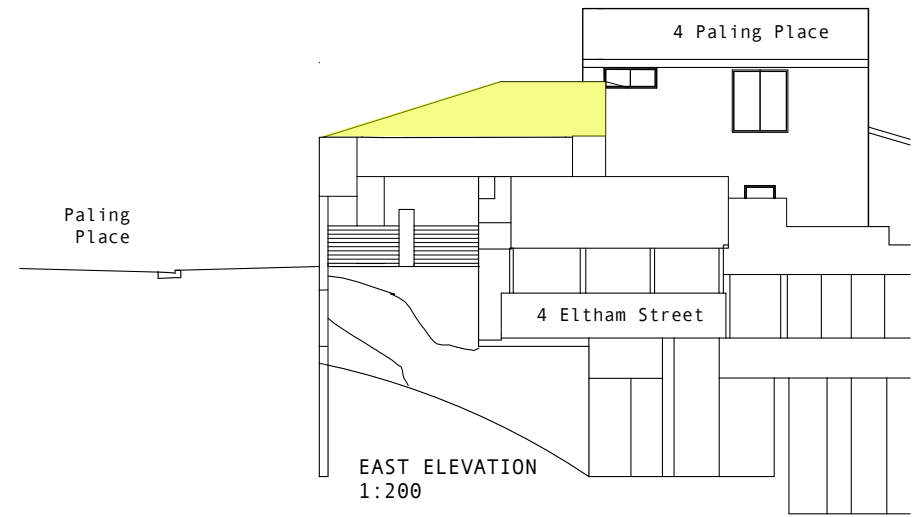 4 Paling Place
Paling
Place
4 Eltham Street
EAST ELEVATION
1:200